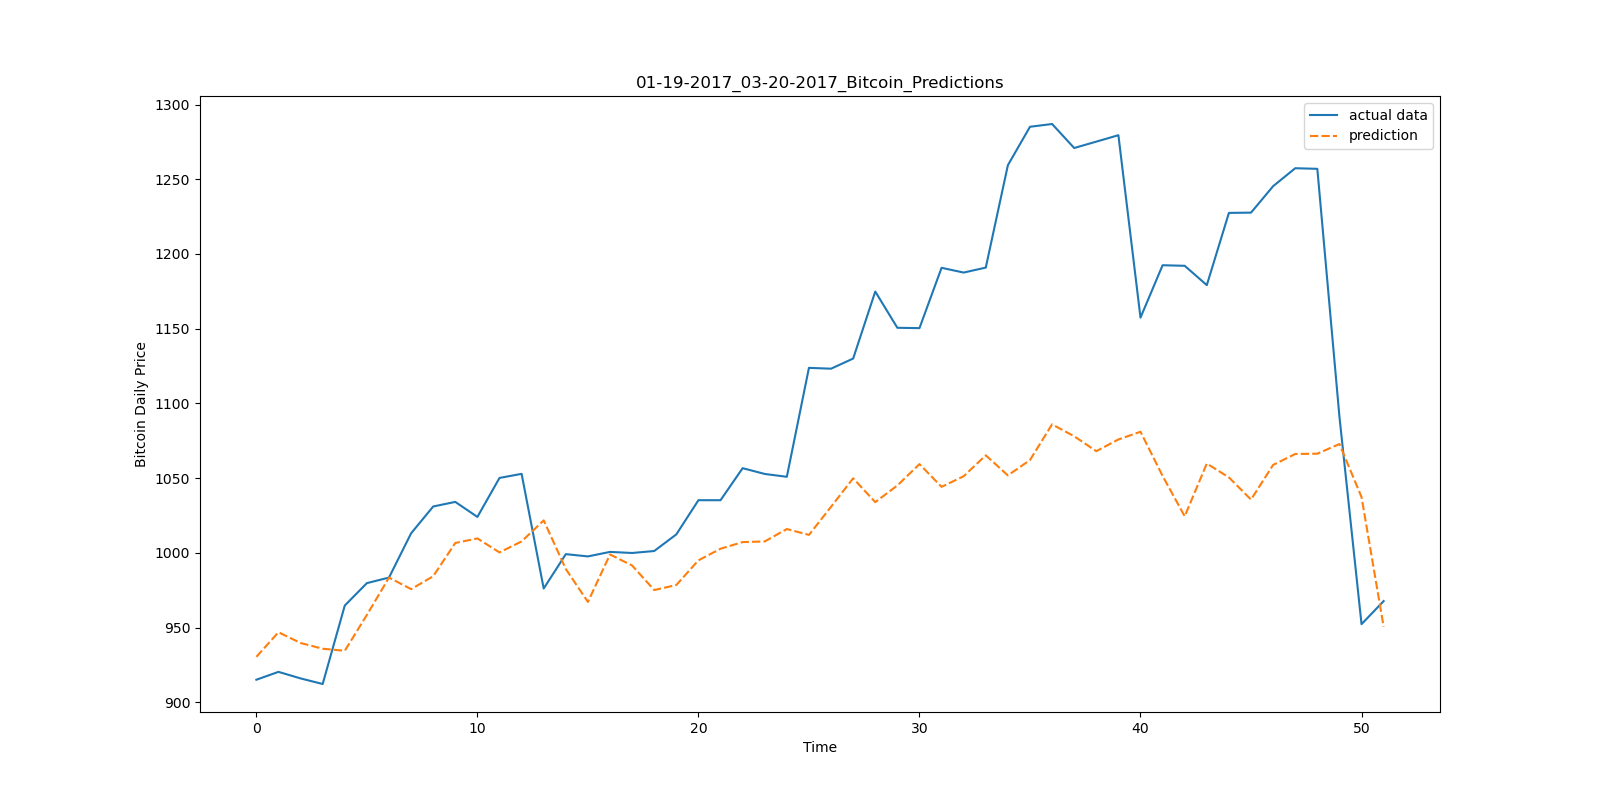 01-19-2017_03-20-2017_Bitcoin_Predictions
actual data
prediction
Bitcoin Daily Price
1300
1250
1200
1150
1100
1050
1000
950
900
0 10 20 30 40 50
Time